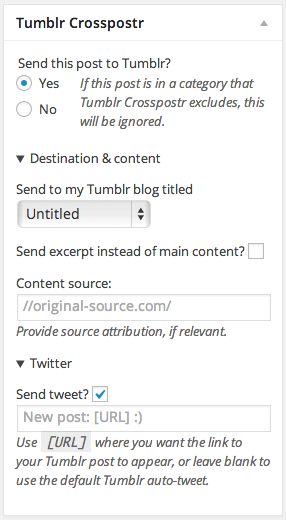 Tumblr Crosspostr
Send this post to Tumblr?
Yes
No
If this post is in a category that
Tumblr Crosspostr excludes, this
will be ignored.
Destination & content
Send to my Tumblr blog titled
Untitled
Send excerpt instead of main content?
Content source:
//original-source.com/
Provide source attribution, if relevant.
Twitter
Send tweet?
New post: [URL] :)
Use [URL] where you want the link to
your Tumblr post to appear, or leave blank to
use the default Tumblr auto-tweet.